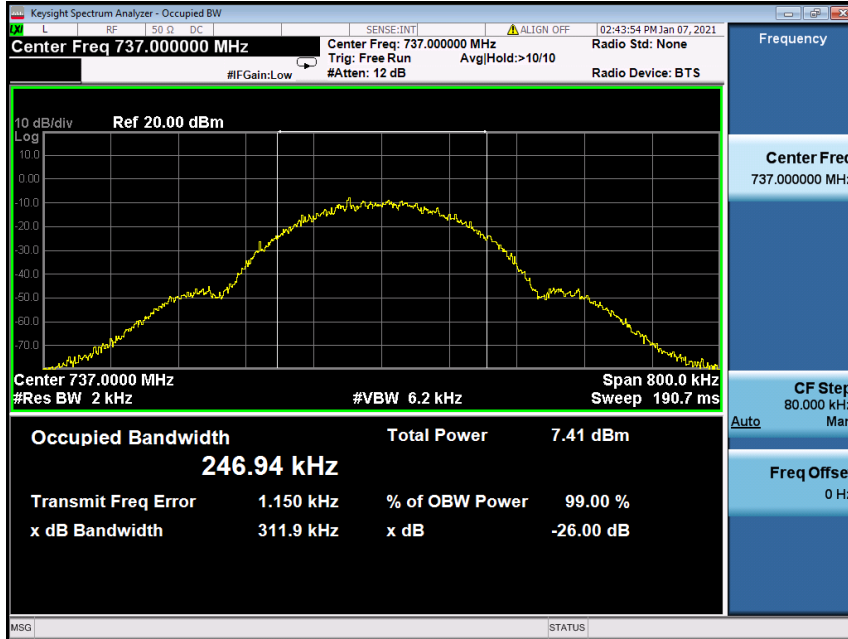 Keysight Spectrum Analyzer - Occupied BW
LXI L RF 50 Ω DC SENSE:INT ALIGN OFF 02:43:54 PM Jan 07, 2021
Center Freq 737.000000 MHz
Center Freq: 737.000000 MHz Radio Std: None
Trig: Free Run Avg|Hold:>10/10
#IFGain:Low #Atten: 12 dB Radio Device: BTS
10 dB/div Ref 20.00 dBm
Log
10.0
0.00
-10.0
-20.0
-30.0
-40.0
-50.0
-60.0
-70.0
Center 737.0000 MHz Span 800.0 kHz
#Res BW 2 kHz #VBW 6.2 kHz Sweep 190.7 ms
Occupied Bandwidth Total Power 7.41 dBm
246.94 kHz
Transmit Freq Error 1.150 kHz % of OBW Power 99.00 %
x dB Bandwidth 311.9 kHz x dB -26.00 dB
MSG STATUS
Frequency
Center Freq
737.000000 MHz
CF Step
80.000 kHz
Auto Man
Freq Offset
0 Hz